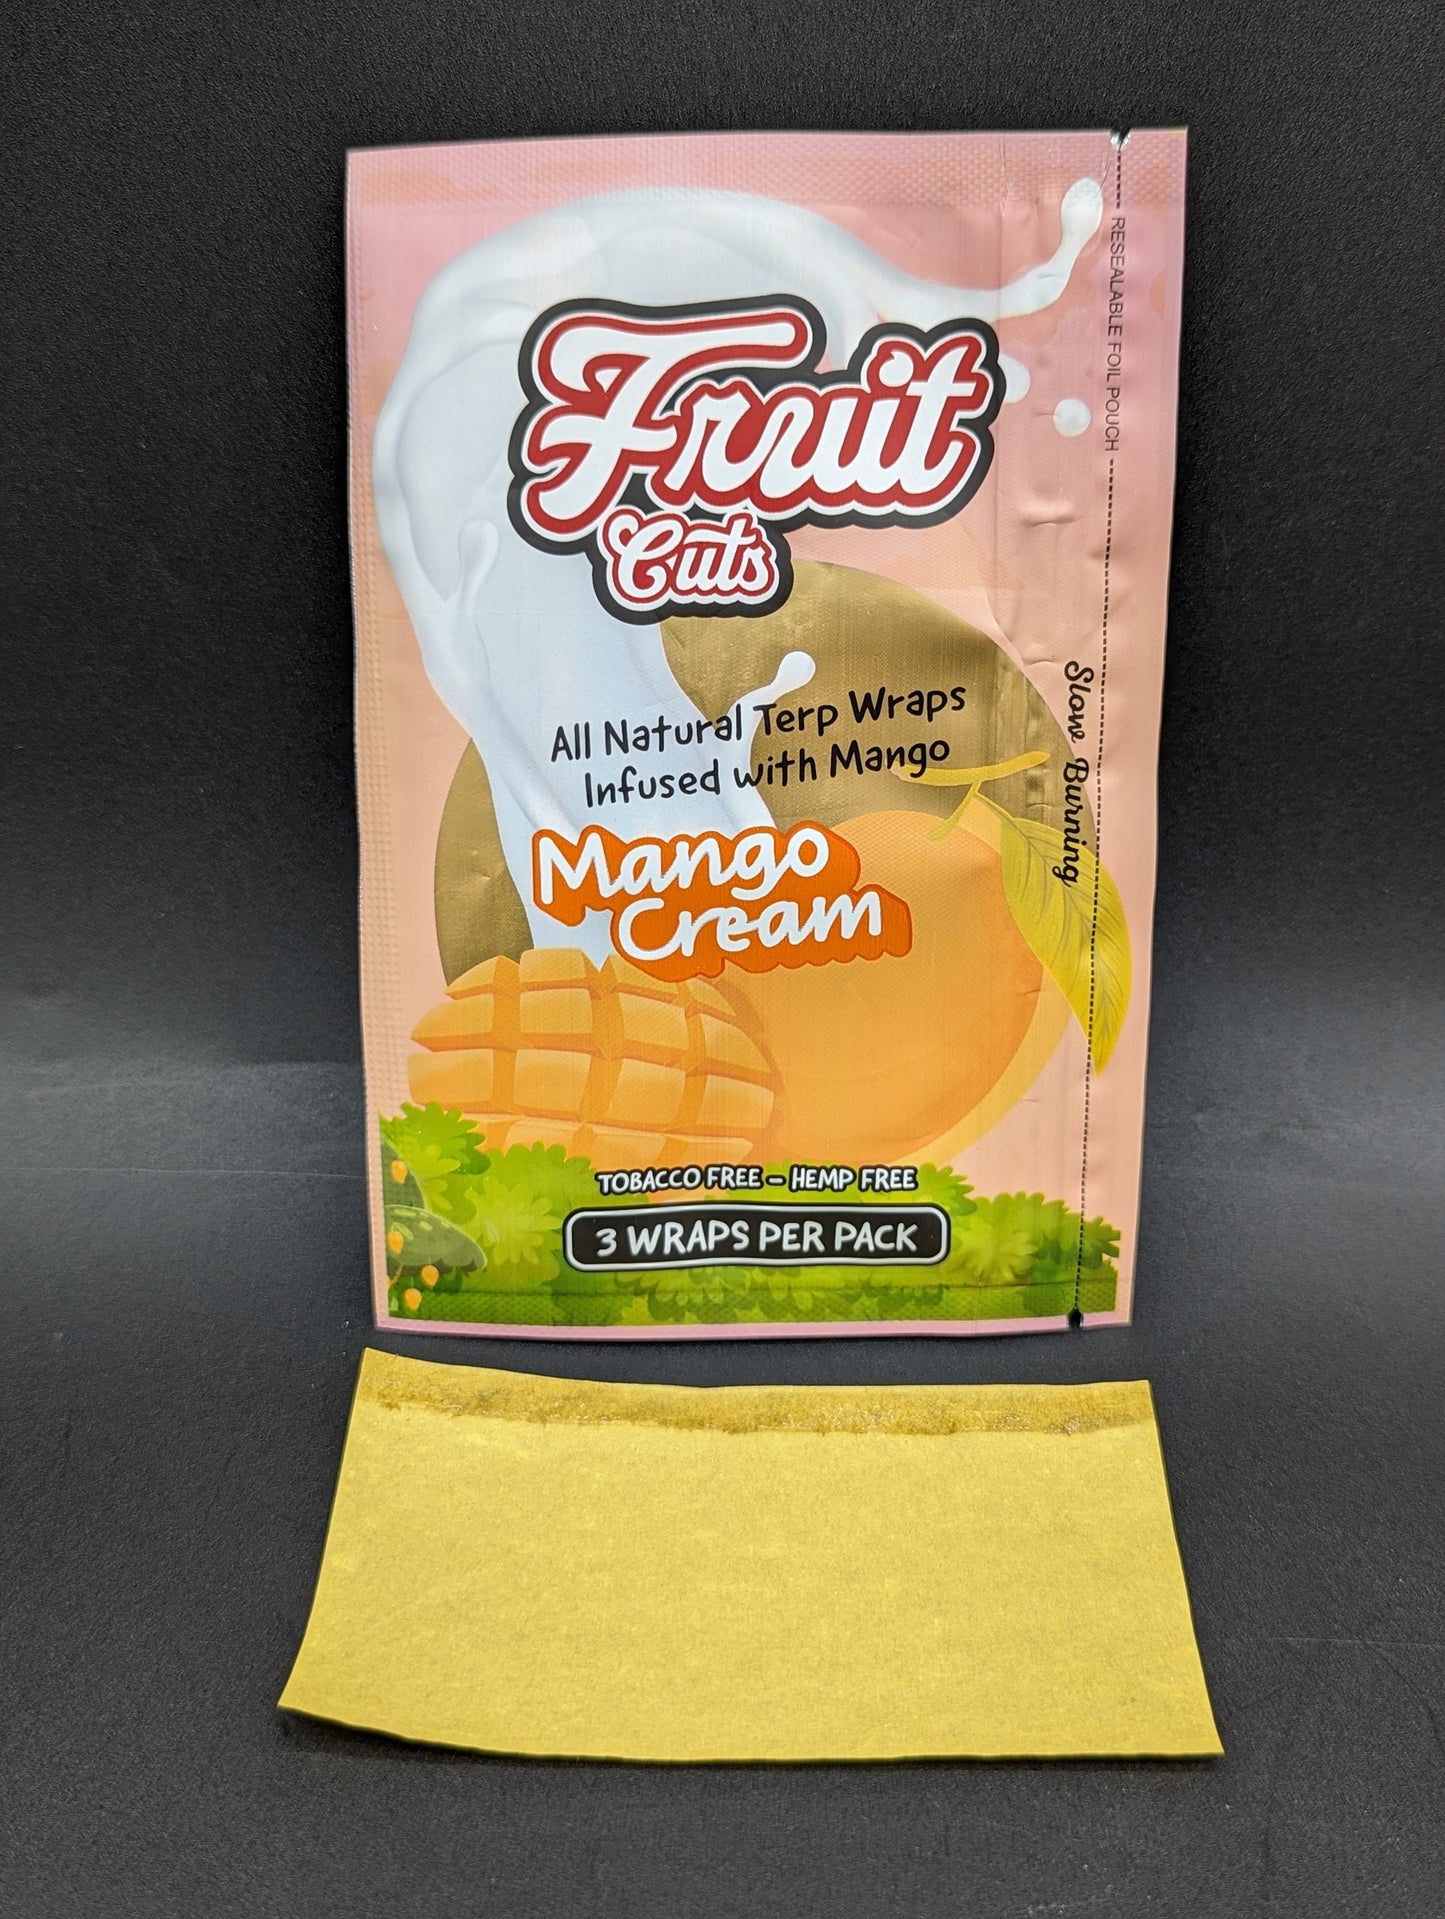 RESEALABLE FOIL POUCH
Fruit
Cuts
Slow Burning
All Natural Terp Wraps
Infused with Mango
Mango
Cream
TOBACCO FREE - HEMP FREE
3 WRAPS PER PACK